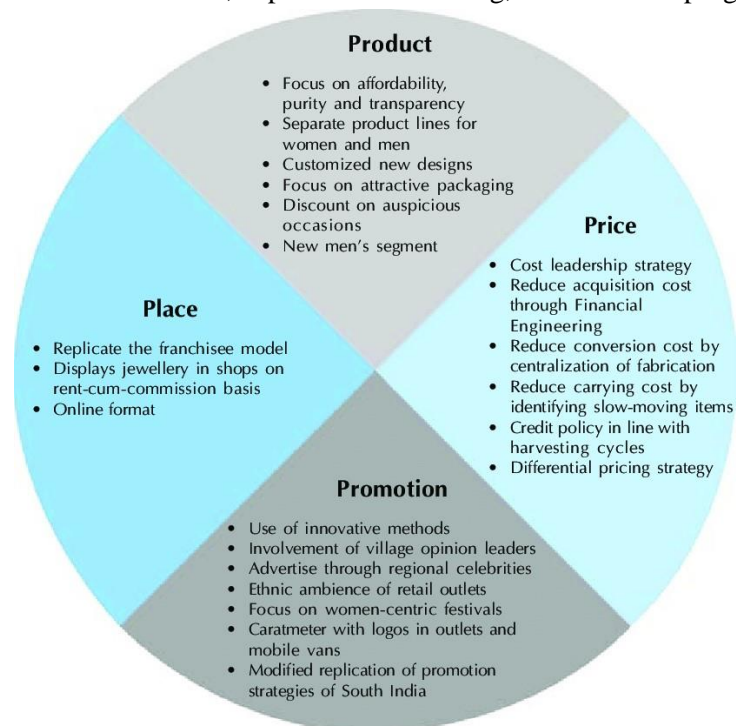 Product
• Focus on affordability,
purity and transparency
• Separate product lines for
women and men
• Customized new designs
• Focus on attractive packaging
• Discount on auspicious
occasions
• New men's segment
Price
• Cost leadership strategy
• Reduce acquisition cost
through Financial
Engineering
• Reduce conversion cost by
centralization of fabrication
• Reduce carrying cost by
identifying slow-moving items
• Credit policy in line with
harvesting cycles
• Differential pricing strategy
Place
• Replicate the franchisee model
• Displays jewellery in shops on
rent-cum-commission basis
• Online format
Promotion
• Use of innovative methods
• Involvement of village opinion leaders
• Advertise through regional celebrities
• Ethnic ambience of retail outlets
• Focus on women-centric festivals
• Caratmeter with logos in outlets and
mobile vans
• Modified replication of promotion
strategies of South India